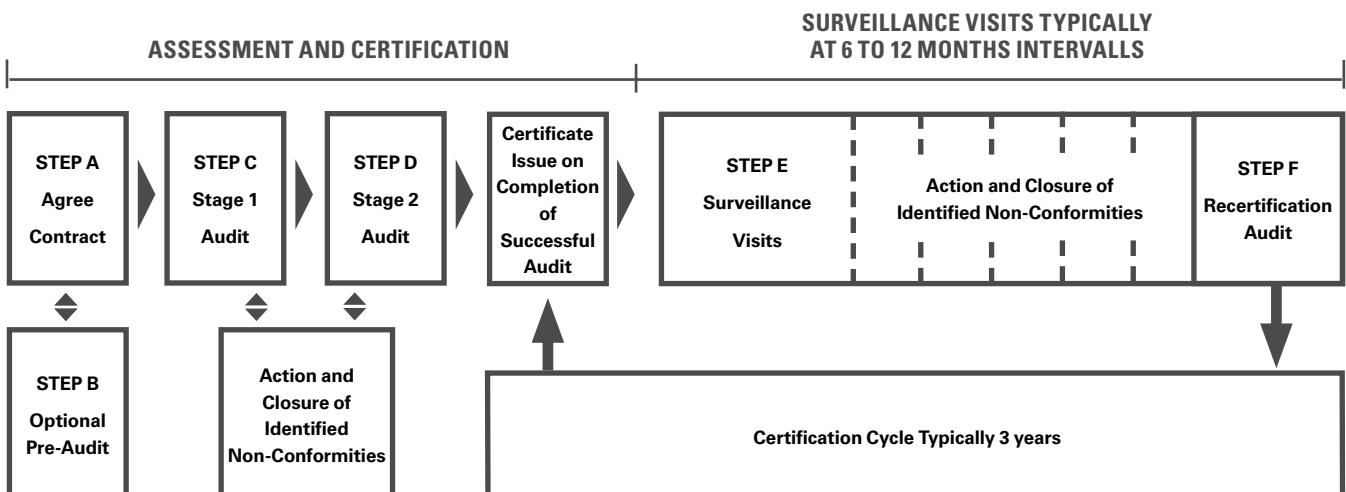 ASSESSMENT AND CERTIFICATION
SURVEILLANCE VISITS TYPICALLY
AT 6 TO 12 MONTHS INTERVALLS
STEP A
Agree
Contract
STEP C
Stage 1
Audit
STEP D
Stage 2
Audit
Certificate
Issue on
Completion
of
Successful
Audit
STEP E
Surveillance
Visits
Action and Closure of
Identified Non-Conformities
STEP F
Recertification
Audit
STEP B
Optional
Pre-Audit
Action and
Closure of
Identified
Non-Conformities
Certification Cycle Typically 3 years